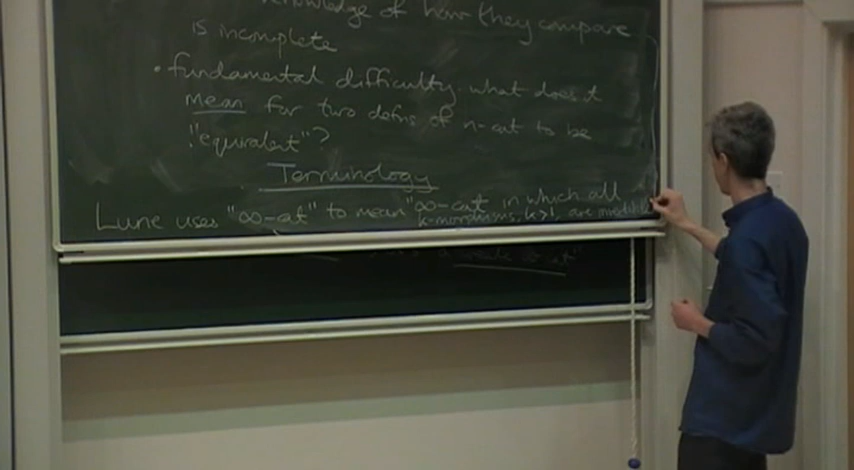 knowledge of how they compare
is incomplete
• fundamental difficulty: what does it
mean for two defns of n-cat to be
"equivalent"?
Terminology
Lurie uses "∞-cat" to mean "∞-cat in which all
k-morphisms, k>1, are invertible